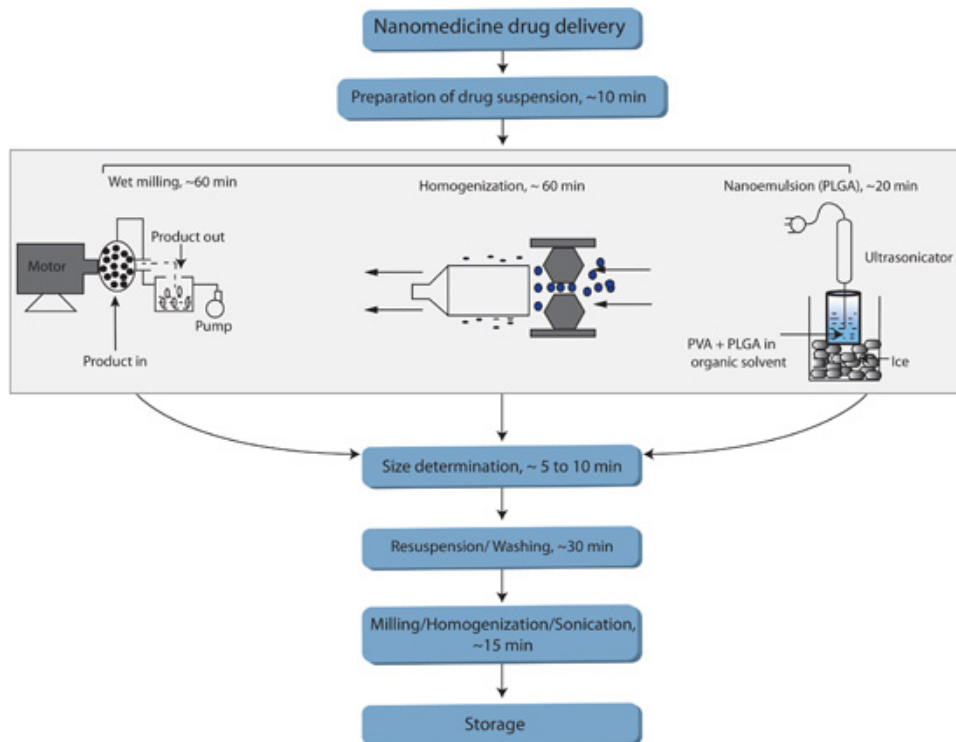 Nanomedicine drug delivery
Preparation of drug suspension, ~10 min
Wet milling, ~60 min
Homogenization, ~ 60 min
Nanoemulsion (PLGA), ~20 min
Product out
Motor
Pump
Product in
Ultrasonicator
PVA + PLGA in
organic solvent
Ice
Size determination, ~ 5 to 10 min
Resuspension/ Washing, ~30 min
Milling/Homogenization/Sonication,
~15 min
Storage